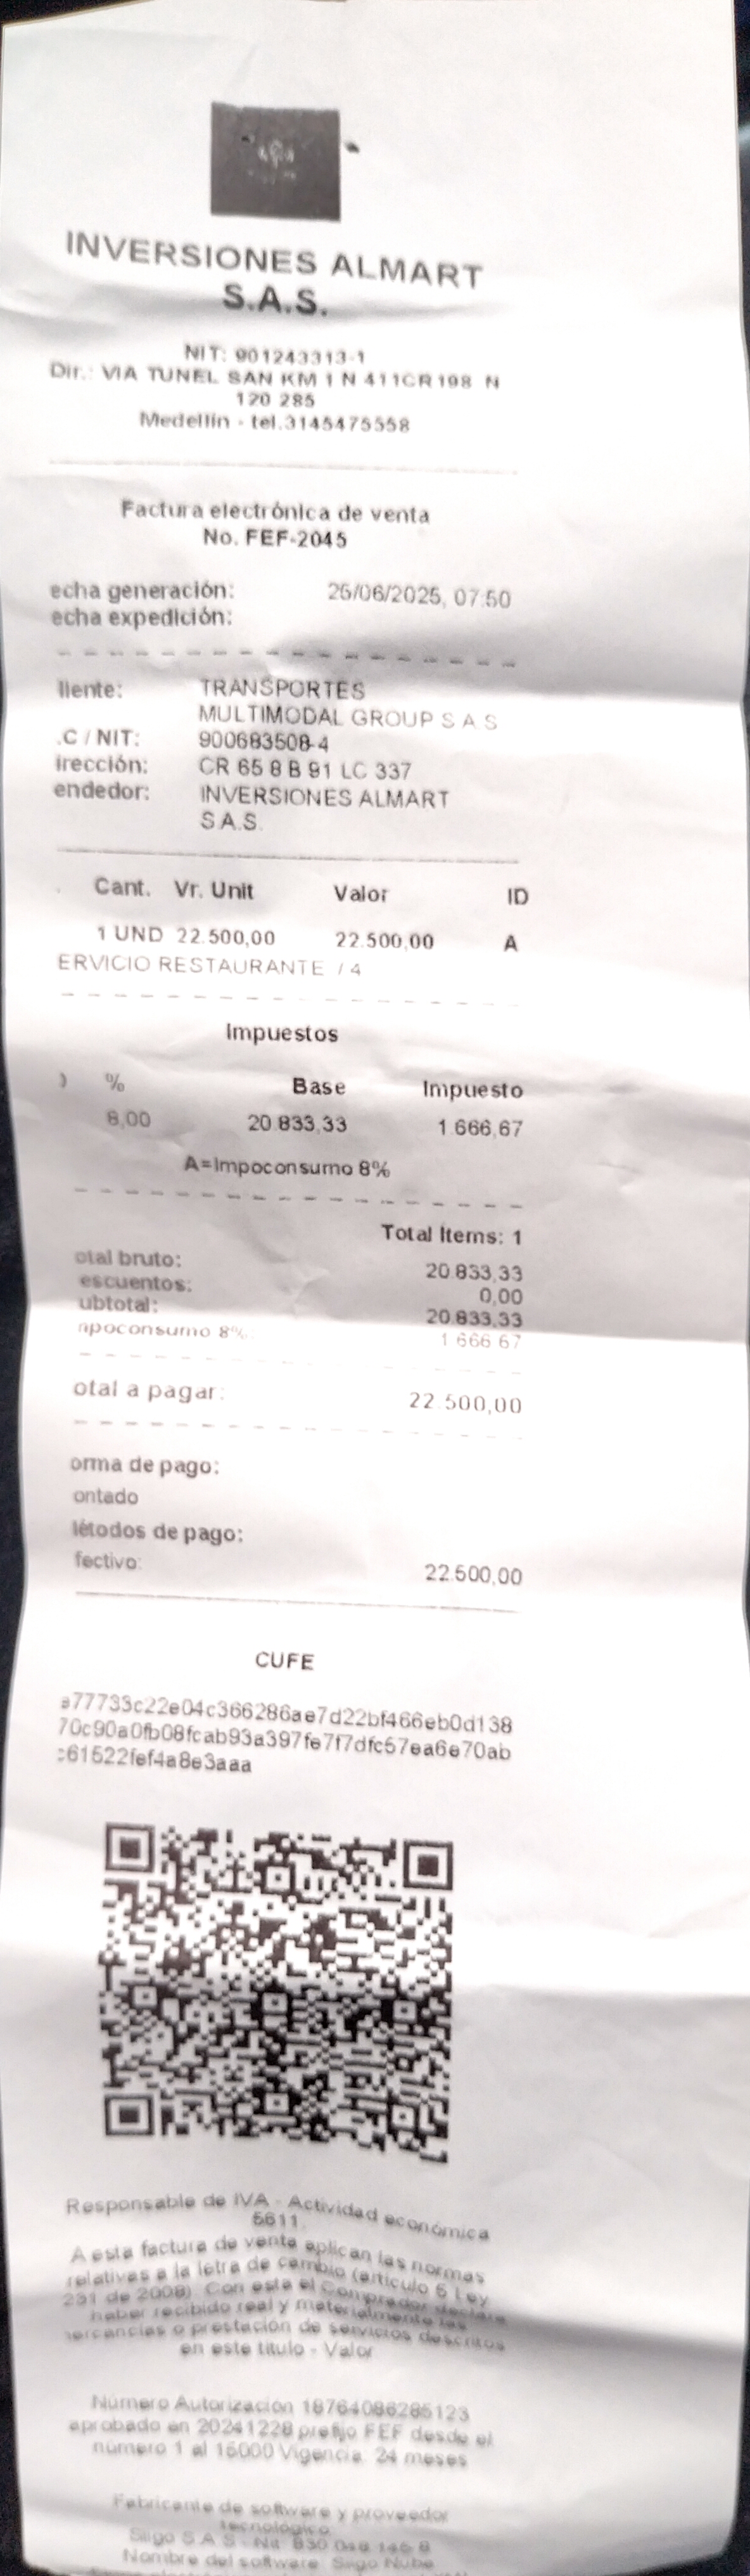 INVERSIONES ALMART
S.A.S.
NIT: 901243313-1
Dir.: VIA TUNEL SAN KM 1 N 411CR198 N
120 285
Medellín - tel.3145475558
Factura electrónica de venta
No. FEF-2045
echa generación: 26/06/2025, 07:50
echa expedición:
liente: TRANSPORTES
MULTIMODAL GROUP S A S
.C / NIT: 900683508-4
irección: CR 65 8 B 91 LC 337
endedor: INVERSIONES ALMART
S.A.S.
Cant. Vr. Unit Valor ID
1 UND 22.500,00 22.500,00 A
ERVICIO RESTAURANTE / 4
Impuestos
% Base Impuesto
8,00 20.833,33 1.666,67
A=Impoconsumo 8%
Total Items: 1
otal bruto: 20.833,33
escuentos: 0,00
ubtotal: 20.833,33
npoconsumo 8% 1.666,67
otal a pagar: 22.500,00
orma de pago:
ontado
létodos de pago:
fectivo: 22.500,00
CUFE
a77733c22e04c366286ae7d22bf466eb0d138
70c90a0fb08fcab93a397fe7f7dfc57ea6e70ab
c61522fef4a8e3aaa
Responsable de IVA - Actividad económica
5611
A esta factura de venta aplican las normas
relativas a la letra de cambio (artículo 5 Ley
231 de 2008). Con esta el Comprador declara
haber recibido real y materialmente las
mercancías o prestación de servicios descritos
en este título - Valor
Número Autorización 18764086285123
aprobado en 20241228 prefijo FEF desde el
número 1 al 15000 Vigencia: 24 meses
Fabricante de software y proveedor
tecnológico
Siigo S.A.S - Nit 830.048.145-8
Nombre del software: Siigo Nube